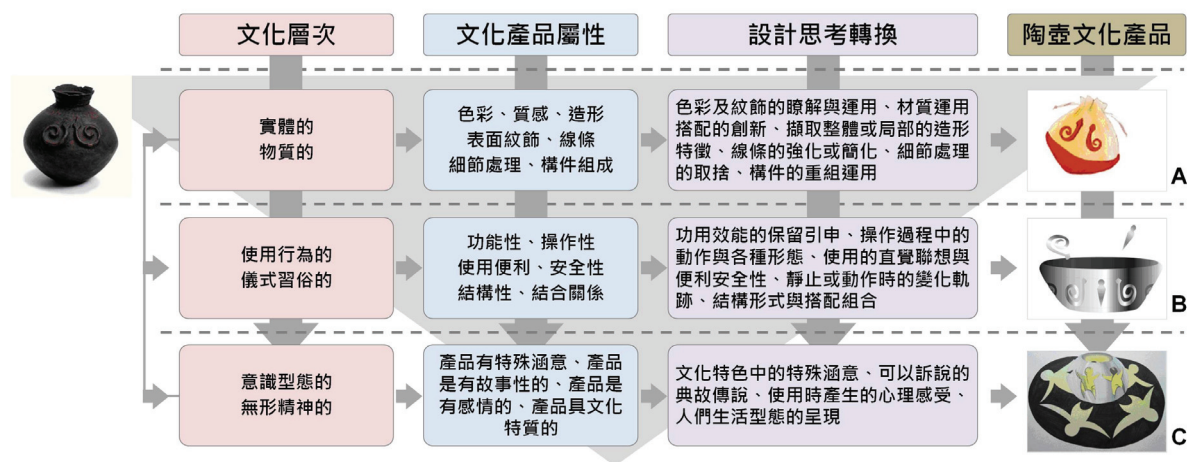 文化層次
文化產品屬性
設計思考轉換
陶壺文化產品
實體的
物質的
色彩、質感、造形
表面紋飾、線條
細節處理、構件組成
色彩及紋飾的瞭解與運用、材質運用
搭配的創新、擷取整體或局部的造形
特徵、線條的強化或簡化、細節處理
的取捨、構件的重組運用
A
使用行為的
儀式習俗的
功能性、操作性
使用便利、安全性
結構性、結合關係
功用效能的保留引申、操作過程中的
動作與各種形態、使用的直覺聯想與
便利安全性、靜止或動作時的變化軌
跡、結構形式與搭配組合
B
意識型態的
無形精神的
產品有特殊涵意、產品
是有故事性的、產品是
有感情的、產品具文化
特質的
文化特色中的特殊涵意、可以訴說的
典故傳說、使用時產生的心理感受、
人們生活型態的呈現
C